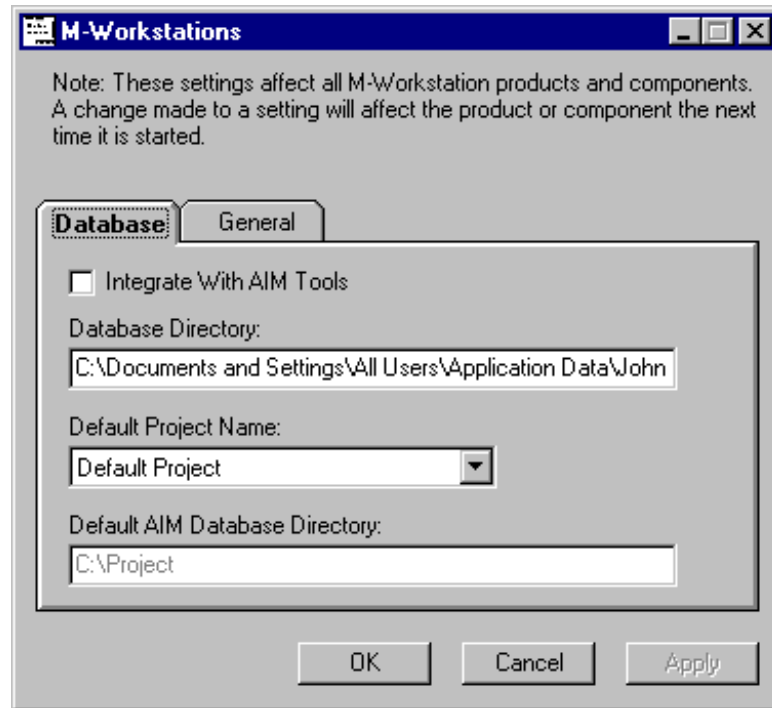 M-Workstations
Note: These settings affect all M-Workstation products and components.
A change made to a setting will affect the product or component the next
time it is started.
Database General
Integrate With AIM Tools
Database Directory:
C:\Documents and Settings\All Users\Application Data\John
Default Project Name:
Default Project
Default AIM Database Directory:
C:\Project
OK Cancel Apply